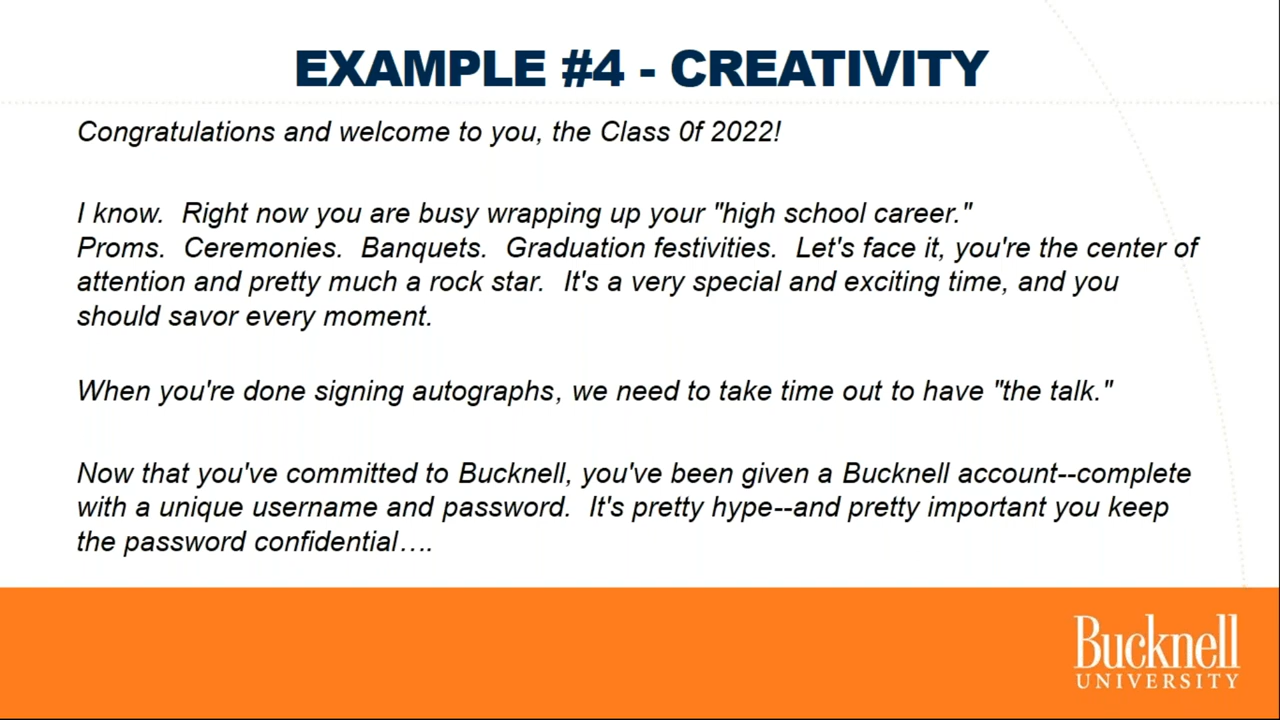 EXAMPLE #4 - CREATIVITY
Congratulations and welcome to you, the Class 0f 2022!
I know.  Right now you are busy wrapping up your "high school career."
Proms.  Ceremonies.  Banquets.  Graduation festivities.  Let's face it, you're the center of
attention and pretty much a rock star.  It's a very special and exciting time, and you
should savor every moment.
When you're done signing autographs, we need to take time out to have "the talk."
Now that you've committed to Bucknell, you've been given a Bucknell account--complete
with a unique username and password.  It's pretty hype--and pretty important you keep
the password confidential….
Bucknell
UNIVERSITY